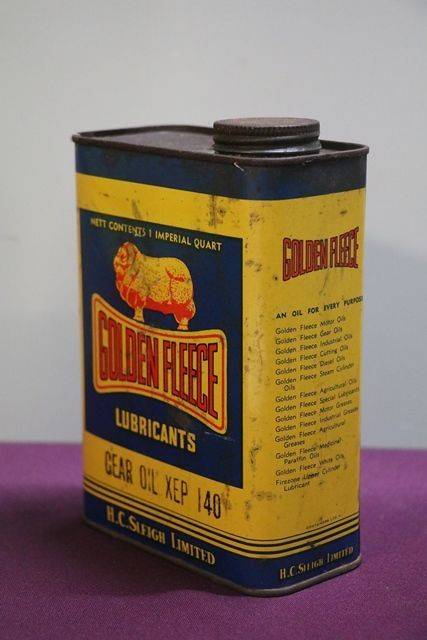 NETT CONTENTS 1 IMPERIAL QUART
GOLDEN FLEECE
LUBRICANTS
GEAR OIL XEP 140
H.C. SLEIGH LIMITED
GOLDEN FLEECE
AN OIL FOR EVERY PURPOSE
Golden Fleece Motor Oils
Golden Fleece Gear Oils
Golden Fleece Industrial Oils
Golden Fleece Cutting Oils
Golden Fleece Diesel Oils
Golden Fleece Steam Cylinder
Oils
Golden Fleece Agricultural Oils
Golden Fleece Special Lubricants
Golden Fleece Motor Greases
Golden Fleece Industrial Greases
Golden Fleece Agricultural
Greases
Golden Fleece Medicinal
Paraffin Oils
Golden Fleece White Oils
Firezone Upper Cylinder
Lubricant
H.C. SLEIGH LIMITED